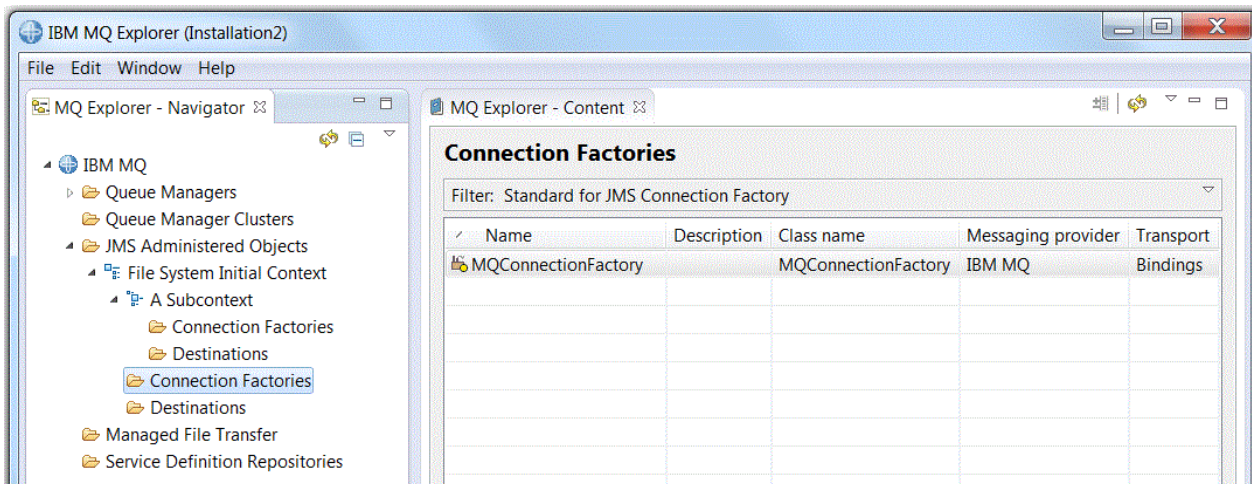 IBM MQ Explorer (Installation2)
File Edit Window Help
MQ Explorer - Navigator
IBM MQ
Queue Managers
Queue Manager Clusters
JMS Administered Objects
File System Initial Context
A Subcontext
Connection Factories
Destinations
Connection Factories
Destinations
Managed File Transfer
Service Definition Repositories
MQ Explorer - Content
Connection Factories
Filter: Standard for JMS Connection Factory
Name Description Class name Messaging provider Transport
MQConnectionFactory MQConnectionFactory IBM MQ Bindings